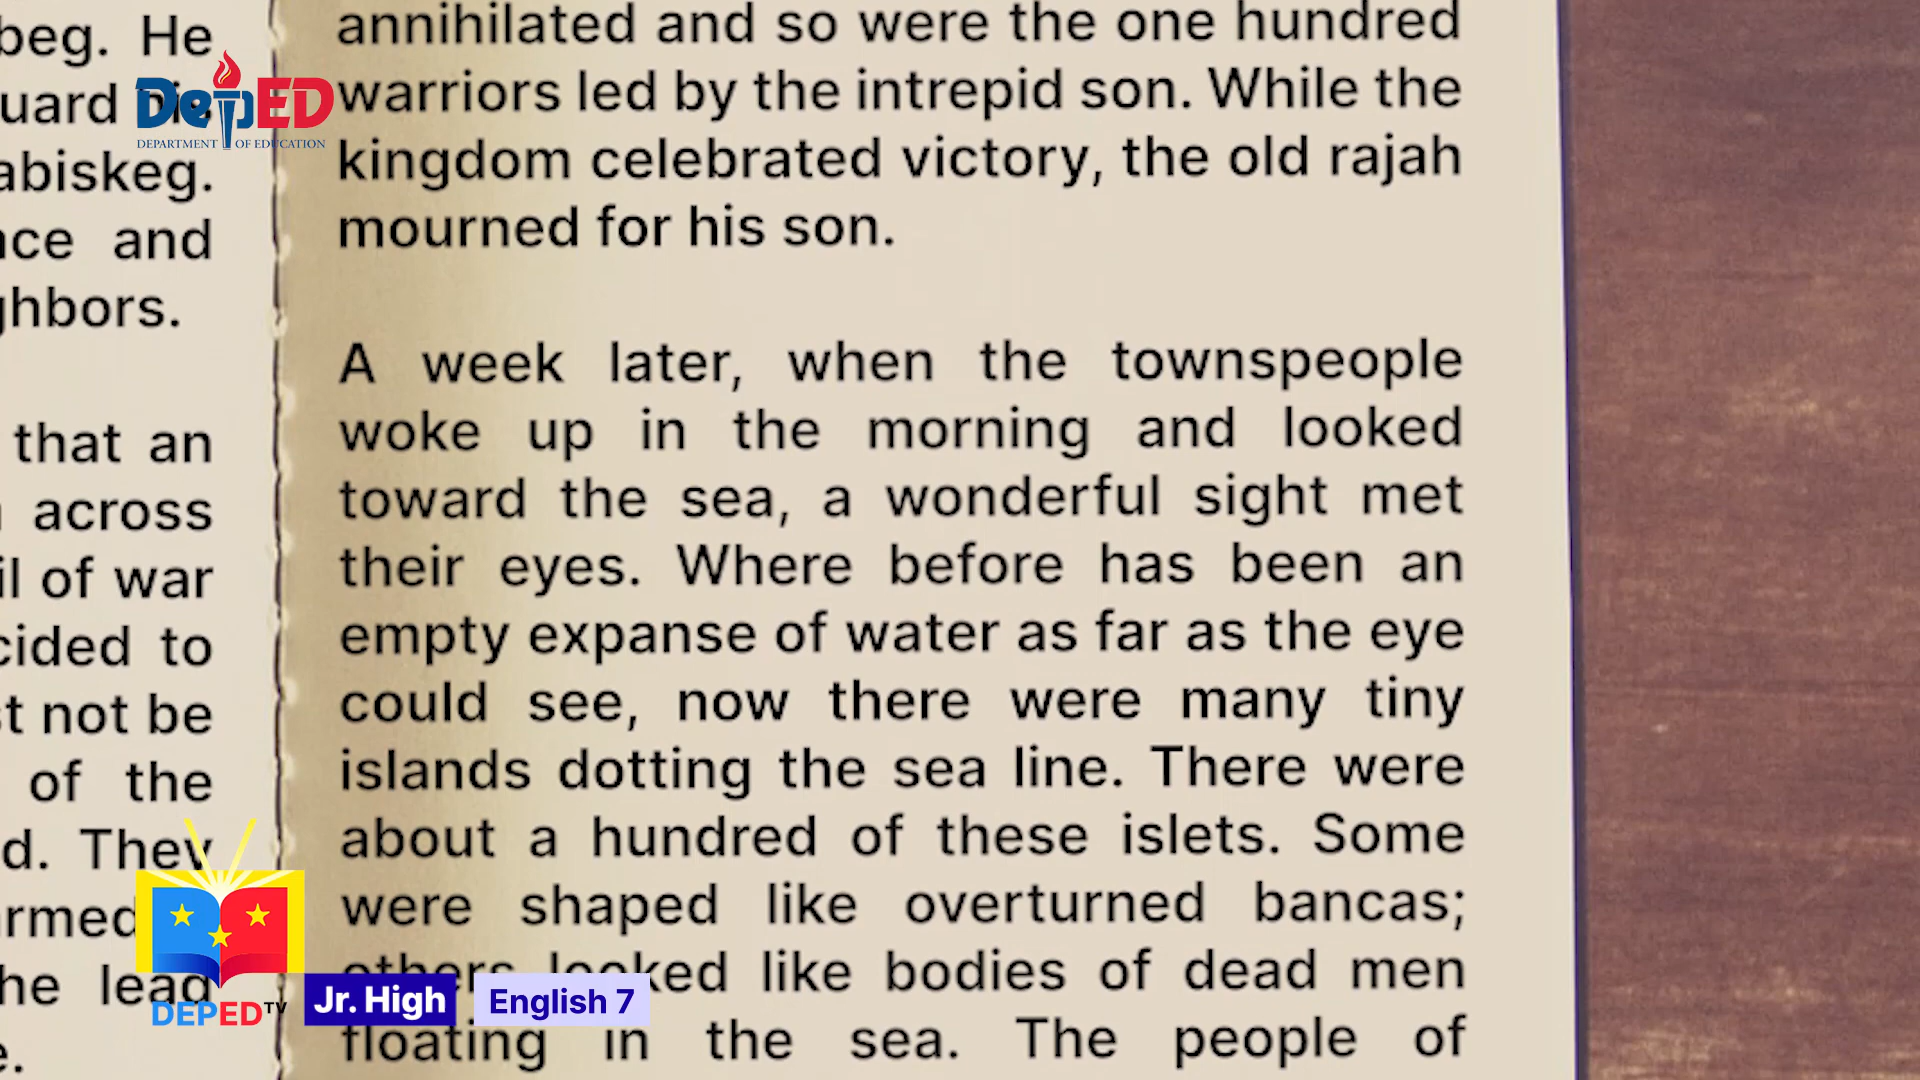 beg. He
uard his
abiskeg.
nce and
ghbors.
that an
across
il of war
cided to
st not be
of the
d. They
armed
he lead
e.
annihilated and so were the one hundred
warriors led by the intrepid son. While the
kingdom celebrated victory, the old rajah
mourned for his son.
A week later, when the townspeople
woke up in the morning and looked
toward the sea, a wonderful sight met
their eyes. Where before has been an
empty expanse of water as far as the eye
could see, now there were many tiny
islands dotting the sea line. There were
about a hundred of these islets. Some
were shaped like overturned bancas;
others looked like bodies of dead men
floating in the sea. The people of
DepED
DEPARTMENT OF EDUCATION
DEPED TV
Jr. High
English 7